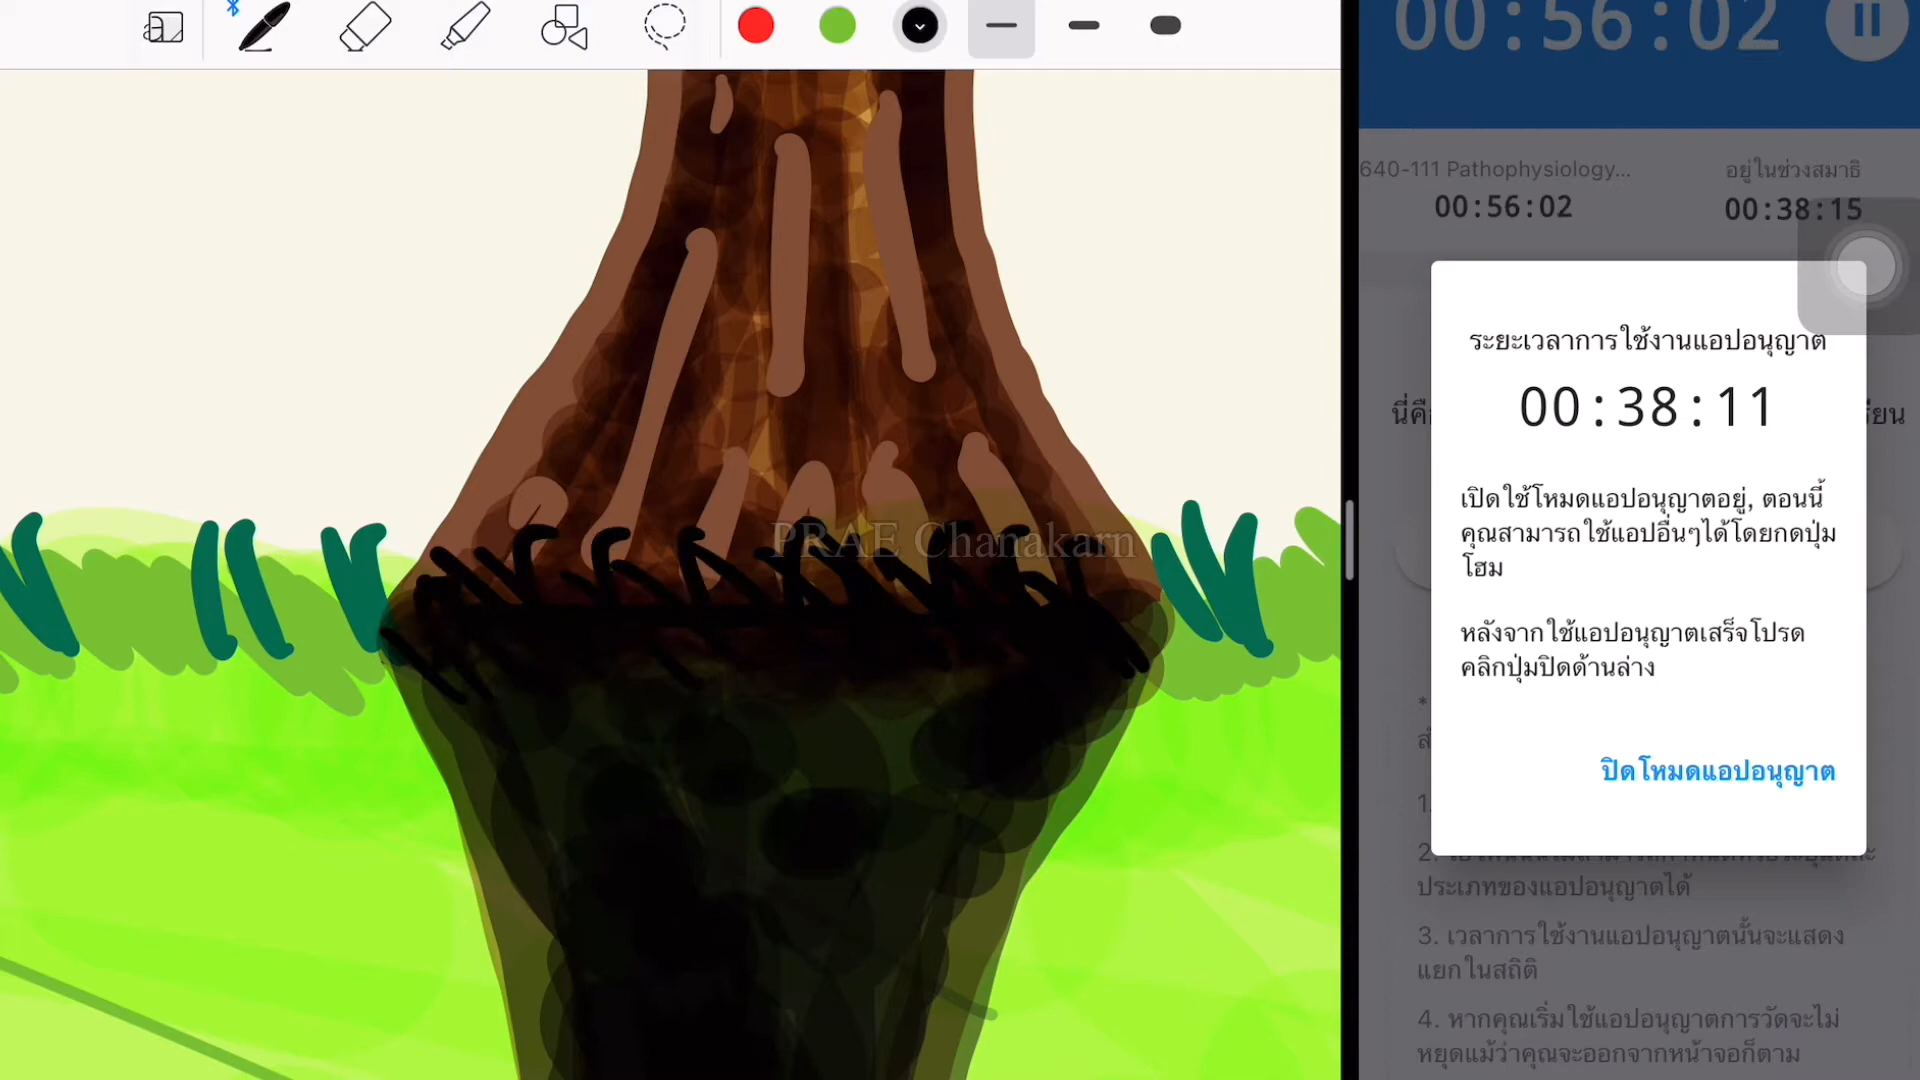 00:56:02
640-111 Pathophysiology...
อยู่ในช่วงสมาธิ
00:56:02
00:38:15
ระยะเวลาการใช้งานแอปอนุญาต
00:38:11
นี่คือ
เรียน
เปิดใช้โหมดแอปอนุญาตอยู่, ตอนนี้
คุณสามารถใช้แอปอื่นๆได้โดยกดปุ่ม
โฮม
หลังจากใช้แอปอนุญาตเสร็จโปรด
คลิกปุ่มปิดด้านล่าง
ปิดโหมดแอปอนุญาต
PRAE Chanakarn
*
1.
2.
ประเภทของแอปอนุญาตได้
3. เวลาการใช้งานแอปอนุญาตนั้นจะแสดง
แยกในสถิติ
4. หากคุณเริ่มใช้แอปอนุญาตการวัดจะไม่
หยุดแม้ว่าคุณจะออกจากหน้าจอก็ตาม